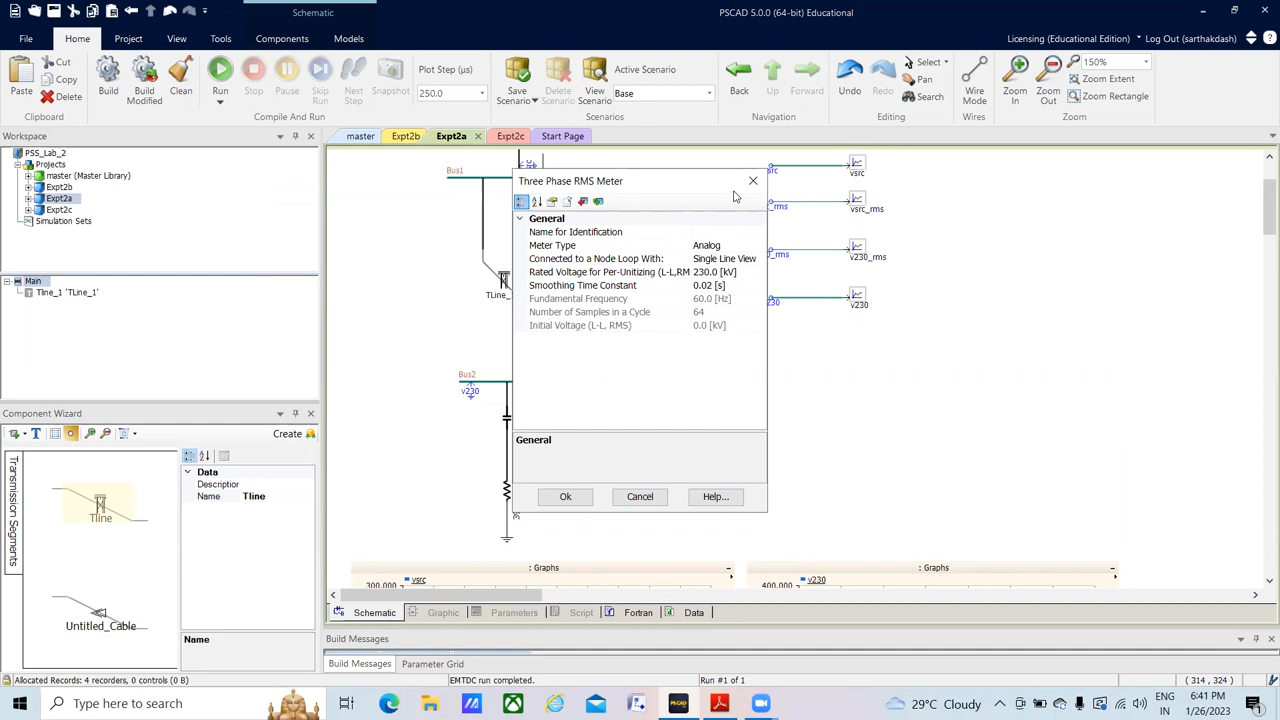 Schematic
PSCAD 5.0.0 (64-bit) Educational
File Home Project View Tools Components Models
Licensing (Educational Edition) Log Out (sarthakdash)
Paste
Cut
Copy
Delete
Clipboard
Build
Build Modified
Clean
Run
Stop
Pause
Skip Run
Next Step
Snapshot
Plot Step (µs)
250.0
Compile And Run
Save Scenario
Delete Scenario
View Scenario
Active Scenario
Base
Scenarios
Back
Up
Forward
Navigation
Undo
Redo
Select
Pan
Search
Editing
Wire Mode
Wires
Zoom In
Zoom Out
150%
Zoom Extent
Zoom Rectangle
Zoom
Workspace
PSS_Lab_2
Projects
master (Master Library)
Expt2b
Expt2a
Expt2c
Simulation Sets
Main
Tline_1 'TLine_1'
Component Wizard
Create
Transmission Segments
Tline
Untitled_Cable
Data
Descriptior
Name Tline
Name
master Expt2b Expt2a Expt2c Start Page
Bus1
TLine_
Bus2
v230
vsrc
vsrc_rms
v230_rms
v230
Three Phase RMS Meter
General
Name for Identification
Meter Type Analog
Connected to a Node Loop With: Single Line View
Rated Voltage for Per-Unitizing (L-L,RM 230.0 [kV]
Smoothing Time Constant 0.02 [s]
Fundamental Frequency 60.0 [Hz]
Number of Samples in a Cycle 64
Initial Voltage (L-L, RMS) 0.0 [kV]
General
Ok Cancel Help...
: Graphs
vsrc
300.000
: Graphs
v230
400.000
Schematic Graphic Parameters Script Fortran Data
Build Messages
Build Messages Parameter Grid
Allocated Records: 4 recorders, 0 controls (0 B)
EMTDC run completed.
Run #1 of 1
( 314 , 324 )
Type here to search
29°C Cloudy
ENG
IN
6:41 PM
1/26/2023